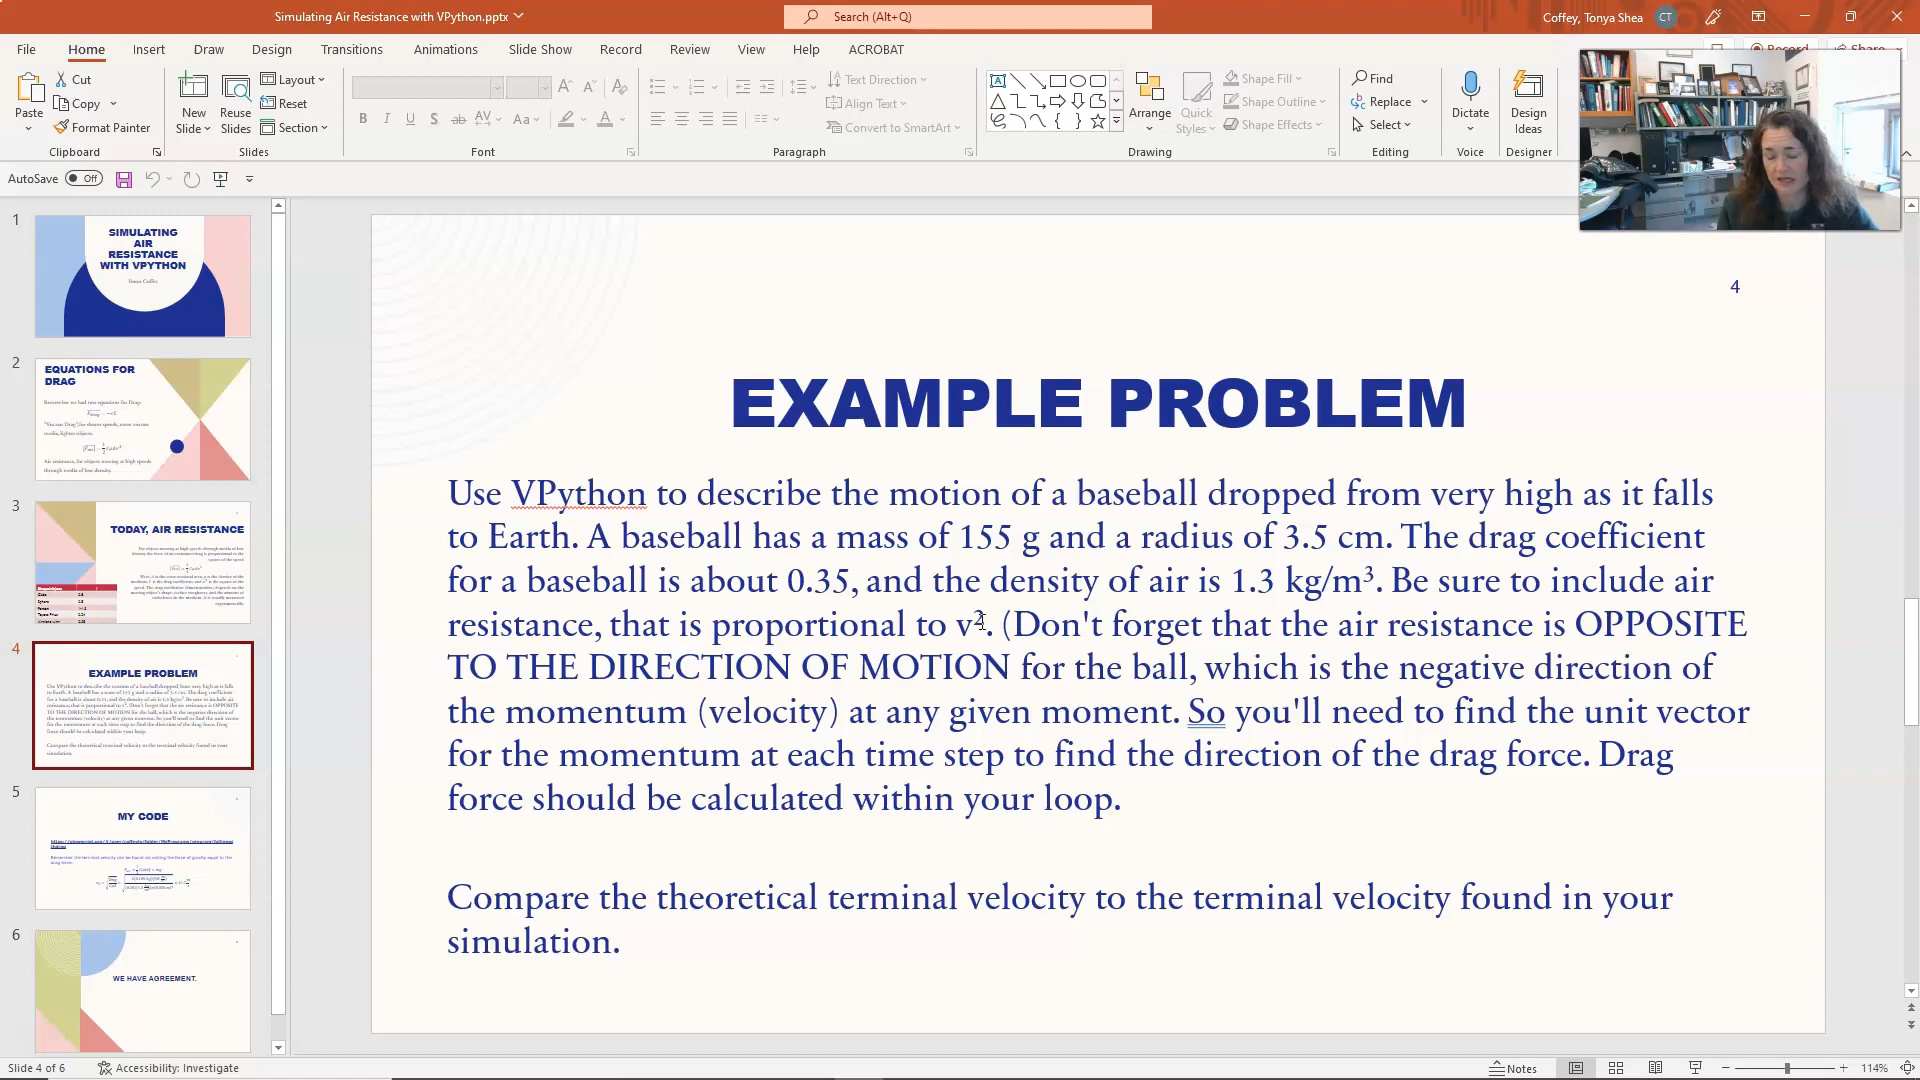 Simulating Air Resistance with VPython.pptx
Search (Alt+Q)
Coffey, Tonya Shea
CT
File
Home
Insert
Draw
Design
Transitions
Animations
Slide Show
Record
Review
View
Help
ACROBAT
Record
Share
Paste
Cut
Copy
Format Painter
Clipboard
New
Slide
Reuse
Slides
Layout
Reset
Section
Slides
Font
Text Direction
Align Text
Convert to SmartArt
Paragraph
Arrange
Quick
Styles
Shape Fill
Shape Outline
Shape Effects
Drawing
Find
Replace
Select
Editing
Dictate
Voice
Design
Ideas
Designer
AutoSave
Off
1
SIMULATING
AIR
RESISTANCE
WITH VPYTHON
Tonya Coffey
2
EQUATIONS FOR
DRAG
3
TODAY, AIR RESISTANCE
4
EXAMPLE PROBLEM
5
MY CODE
6
WE HAVE AGREEMENT.
4
EXAMPLE PROBLEM
Use VPython to describe the motion of a baseball dropped from very high as it falls
to Earth. A baseball has a mass of 155 g and a radius of 3.5 cm. The drag coefficient
for a baseball is about 0.35, and the density of air is 1.3 kg/m³. Be sure to include air
resistance, that is proportional to v². (Don't forget that the air resistance is OPPOSITE
TO THE DIRECTION OF MOTION for the ball, which is the negative direction of
the momentum (velocity) at any given moment. So you'll need to find the unit vector
for the momentum at each time step to find the direction of the drag force. Drag
force should be calculated within your loop.
Compare the theoretical terminal velocity to the terminal velocity found in your
simulation.
Slide 4 of 6
Accessibility: Investigate
Notes
114%